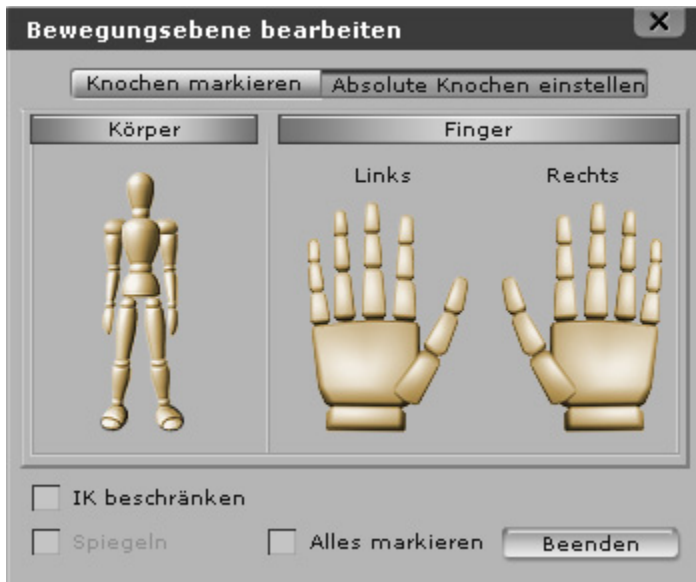 Bewegungsebene bearbeiten
Knochen markieren Absolute Knochen einstellen
Körper Finger
Links Rechts
IK beschränken
Spiegeln Alles markieren Beenden